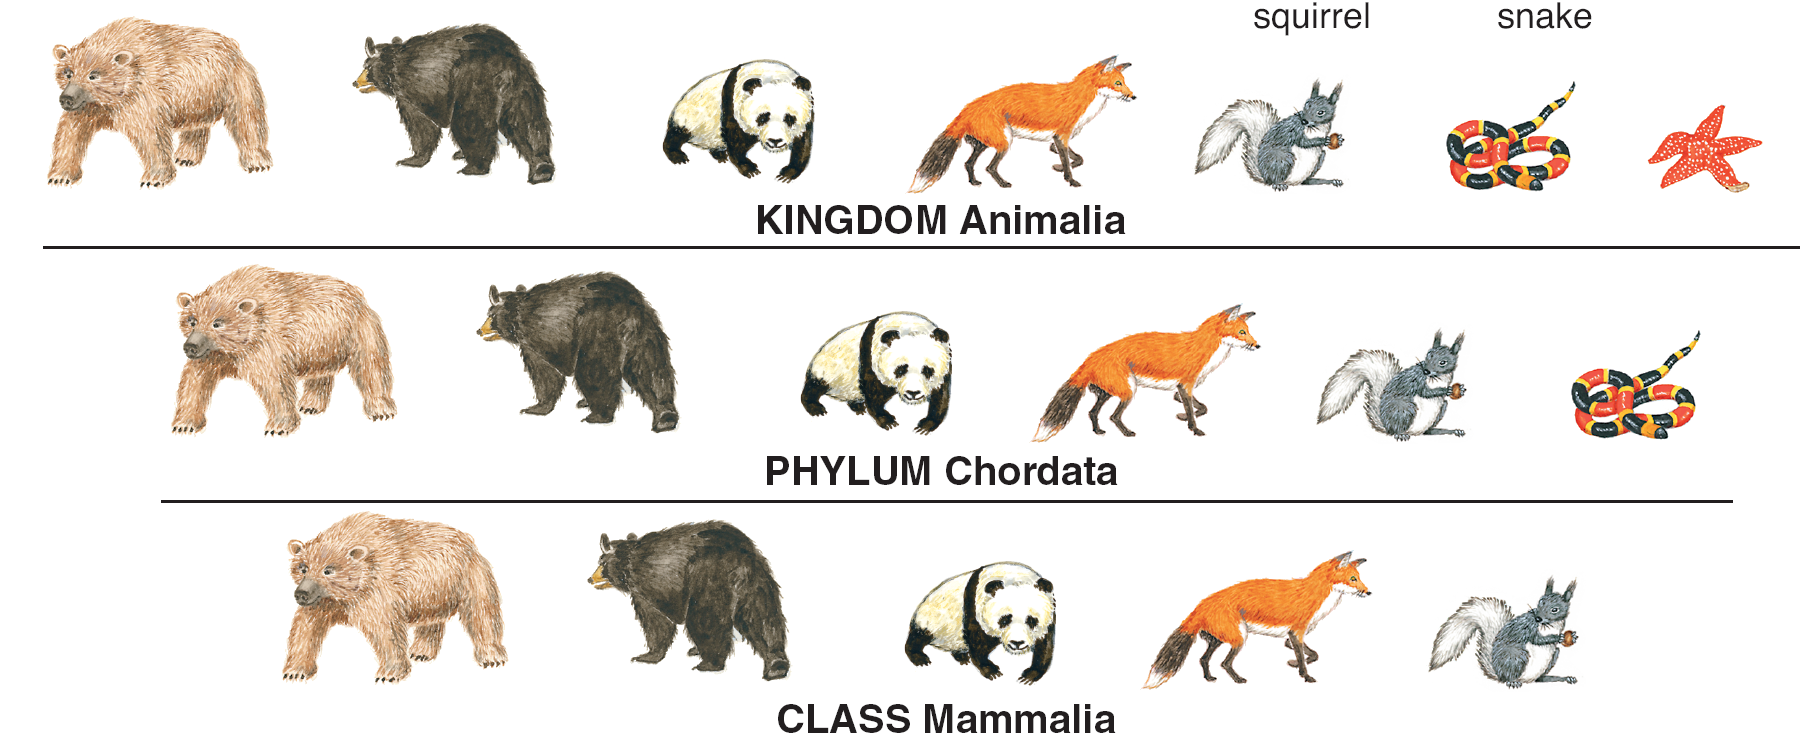 squirrel snake
KINGDOM Animalia
PHYLUM Chordata
CLASS Mammalia